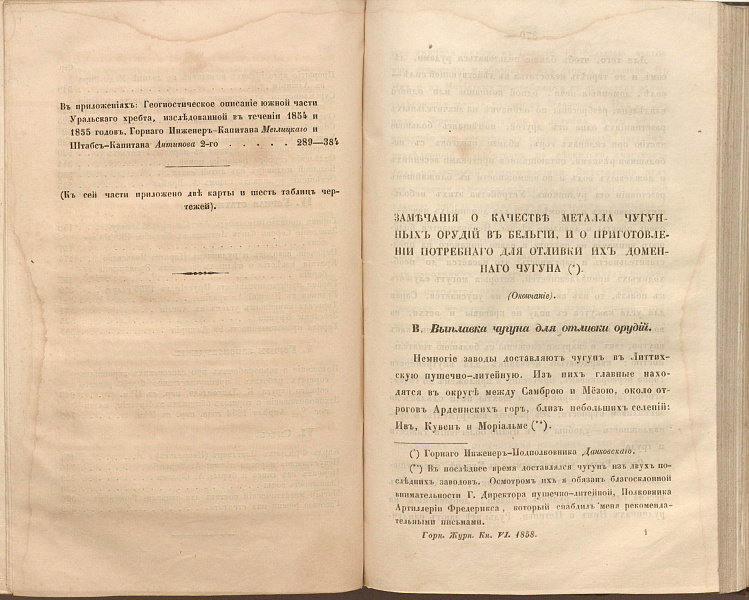 Въ приложеніяхъ: Геогностическое описаніе южной части
Уральскаго хребта, изслѣдованной въ теченіи 1854 и
1855 годовъ, Горнаго Инженеръ-Капитана Меглицкаго и
Штабсъ-Капитана Антипова 2-го . . . . . 289—384
(Къ сей части приложено двѣ карты и шесть таблицъ чер-
тежей).
ЗАМѢЧАНІЯ О КАЧЕСТВѢ МЕТАЛЛА ЧУГУН-
НЫХЪ ОРУДІЙ ВЪ БЕЛЬГІИ, И О ПРИГОТОВЛЕ-
НІИ ПОТРЕБНАГО ДЛЯ ОТЛИВКИ ИХЪ ДОМЕН-
НАГО ЧУГУНА (*).
(Окончаніе).
В. Выплавка чугуна для отливки орудій.
Немногіе заводы доставляютъ чугунъ въ Литтих-
скую пушечно-литейную. Изъ нихъ главные нахо-
дятся въ округѣ между Самброю и Мёзою, около от-
роговъ Арденнскихъ горъ, близъ небольшихъ селеній:
Ивъ, Кувенъ и Моріальме (**).
(*) Горнаго Инженеръ-Подполковника Данковскаго.
(**) Въ послѣднее время доставлялся чугунъ изъ двухъ по-
слѣднихъ заводовъ. Осмотромъ ихъ я обязанъ благосклонной
внимательности Г. Директора пушечно-литейной, Полковника
Артиллеріи Фредерикса, который снабдилъ меня рекоменда-
тельными письмами.
Горн. Журн. Кн. VI. 1858. 1